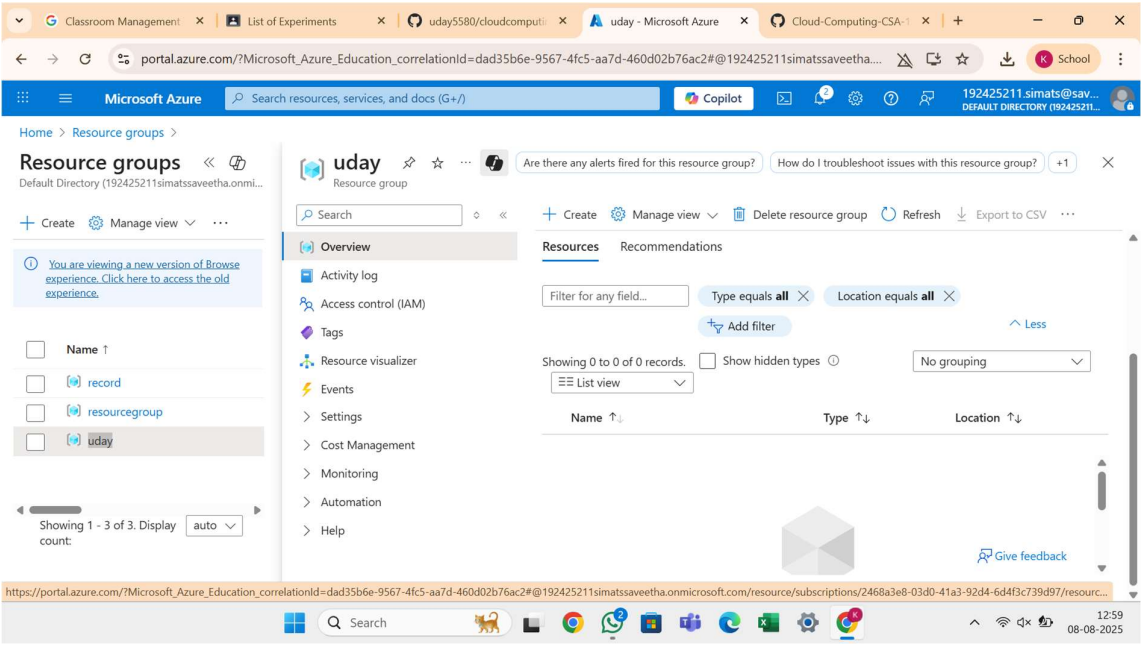 Classroom Management
List of Experiments
uday5580/cloudcomputi
uday - Microsoft Azure
Cloud-Computing-CSA-1
portal.azure.com/?Microsoft_Azure_Education_correlationId=dad35b6e-9567-4fc5-aa7d-460d02b76ac2#@192425211simatssaveetha....
K School
Microsoft Azure
Search resources, services, and docs (G+/)
Copilot
2
192425211.simats@sav...
DEFAULT DIRECTORY (192425211...
Home > Resource groups >
Resource groups
Default Directory (192425211simatssaveetha.onmi...
+ Create Manage view ...
You are viewing a new version of Browse
experience. Click here to access the old
experience.
Name ↑
record
resourcegroup
uday
Showing 1 - 3 of 3. Display
count:
auto
uday
Resource group
...
Are there any alerts fired for this resource group?
How do I troubleshoot issues with this resource group?
+1
Search
Overview
Activity log
Access control (IAM)
Tags
Resource visualizer
Events
Settings
Cost Management
Monitoring
Automation
Help
+ Create Manage view Delete resource group Refresh Export to CSV ...
Resources Recommendations
Filter for any field...
Type equals all
Location equals all
Add filter
Less
Showing 0 to 0 of 0 records.
Show hidden types
No grouping
List view
Name ↑↓
Type ↑↓
Location ↑↓
Give feedback
https://portal.azure.com/?Microsoft_Azure_Education_correlationId=dad35b6e-9567-4fc5-aa7d-460d02b76ac2#@192425211simatssaveetha.onmicrosoft.com/resource/subscriptions/2468a3e8-03d0-41a3-92d4-6d4f3c739d97/resourc...
Search
2
K
12:59
08-08-2025